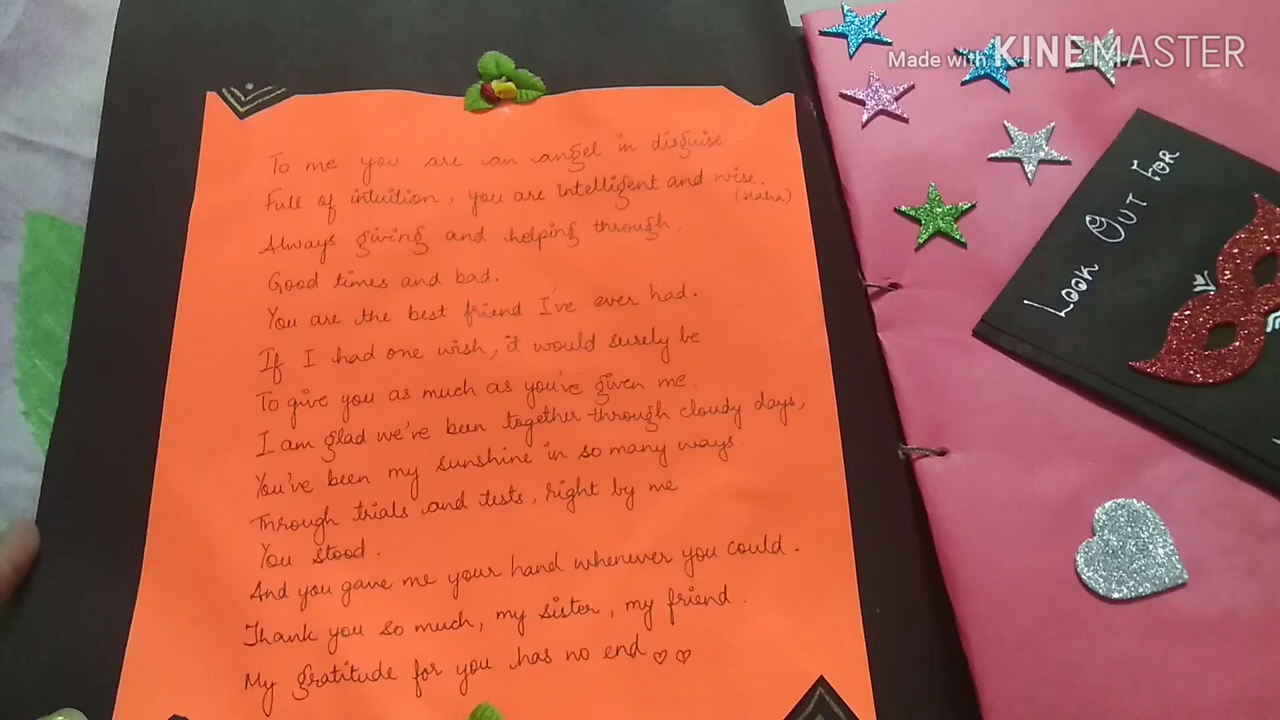 To me you are an angel in disguise.
Full of intuition, you are intelligent and wise.
(Haha)
Always giving and helping through,
Good times and bad.
You are the best friend I've ever had.
If I had one wish, it would surely be
To give you as much as you've given me.
I am glad we've been together through cloudy days,
You've been my sunshine in so many ways.
Through trials and tests, right by me
You stood.
And you gave me your hand whenever you could.
Thank you so much, my sister, my friend.
My gratitude for you has no end ♡♡
Made with KINEMASTER
LOOK OUT FOR